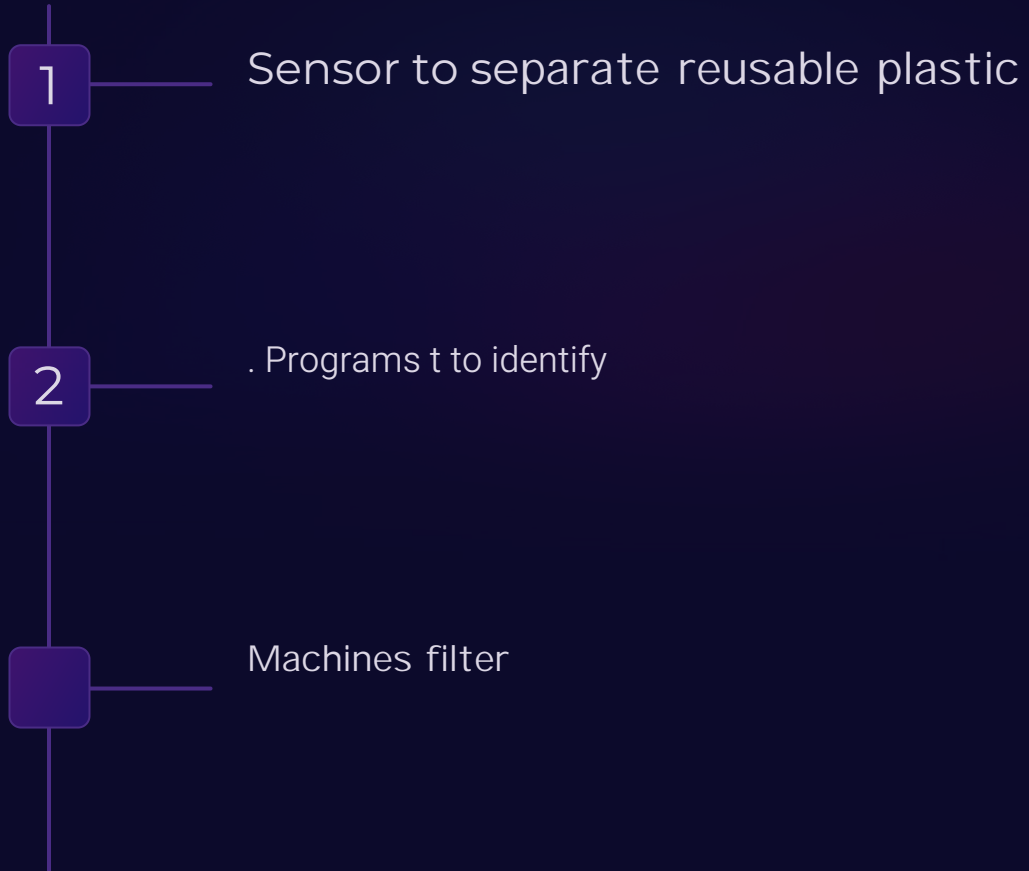 1
Sensor to separate reusable plastic
2
. Programs t to identify
Machines filter